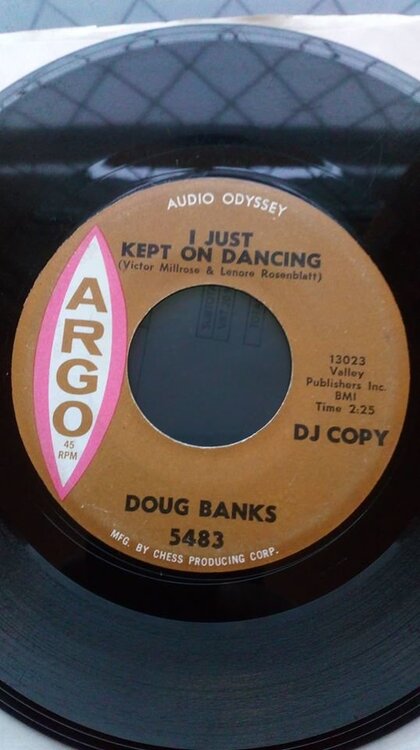 AUDIO ODYSSEY
I JUST
KEPT ON DANCING
(Victor Millrose & Lenore Rosenblatt)
ARGO
45
RPM
13023
Valley
Publishers Inc.
BMI
Time 2:25
DJ COPY
DOUG BANKS
5483
MFG. BY CHESS PRODUCING CORP.